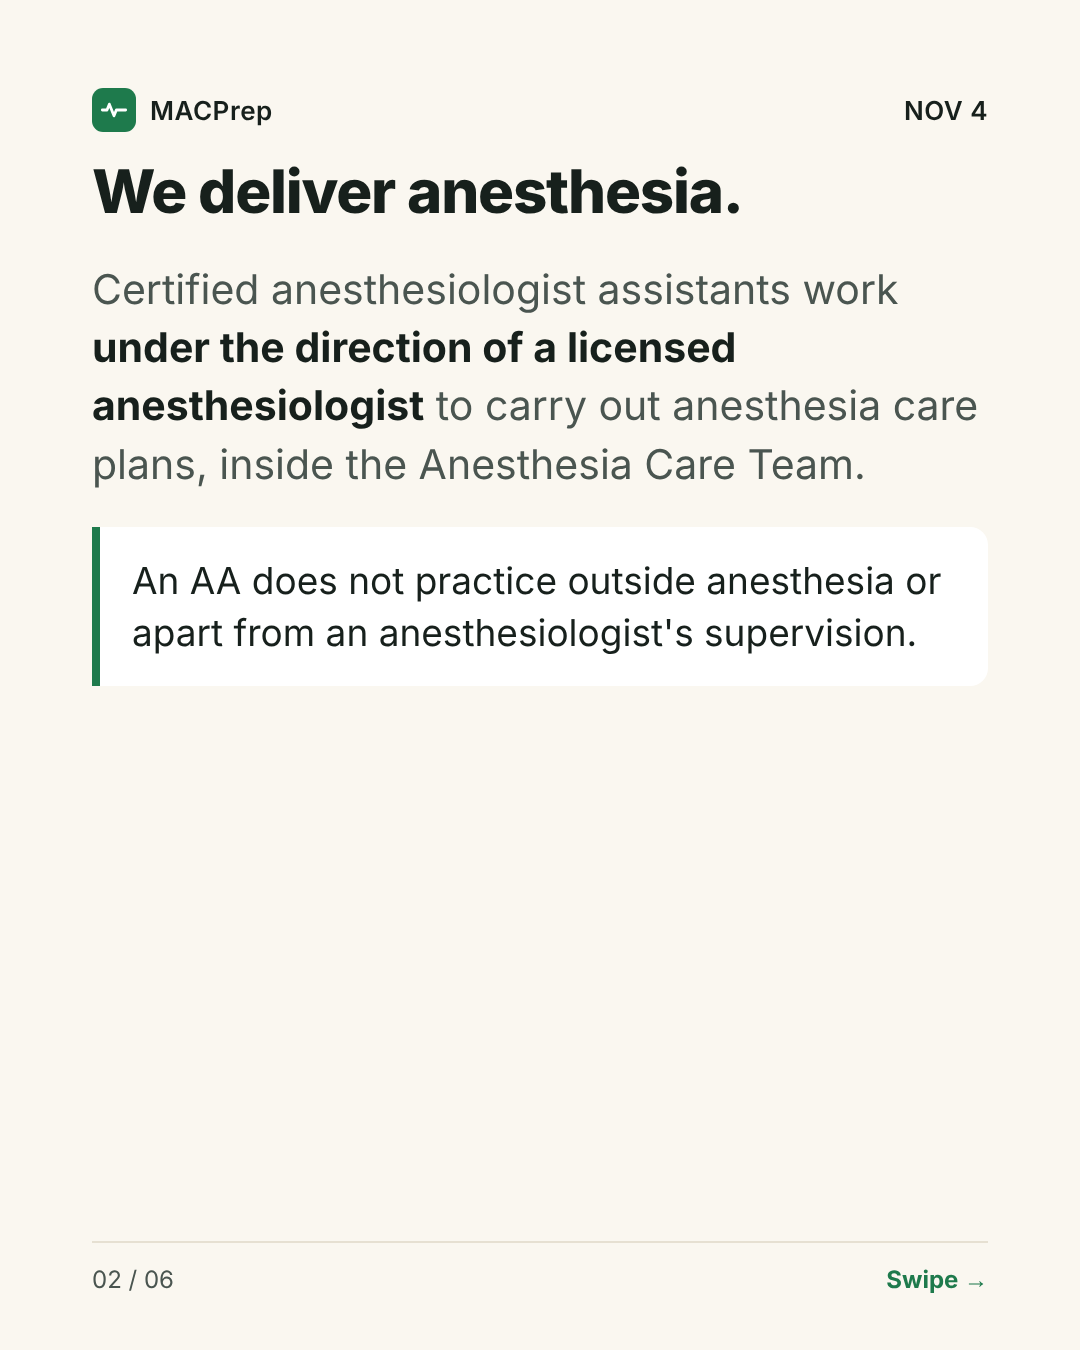 MACPrep
NOV 4
We deliver anesthesia.
Certified anesthesiologist assistants work
under the direction of a licensed
anesthesiologist to carry out anesthesia care
plans, inside the Anesthesia Care Team.
An AA does not practice outside anesthesia or
apart from an anesthesiologist's supervision.
02 / 06
Swipe →